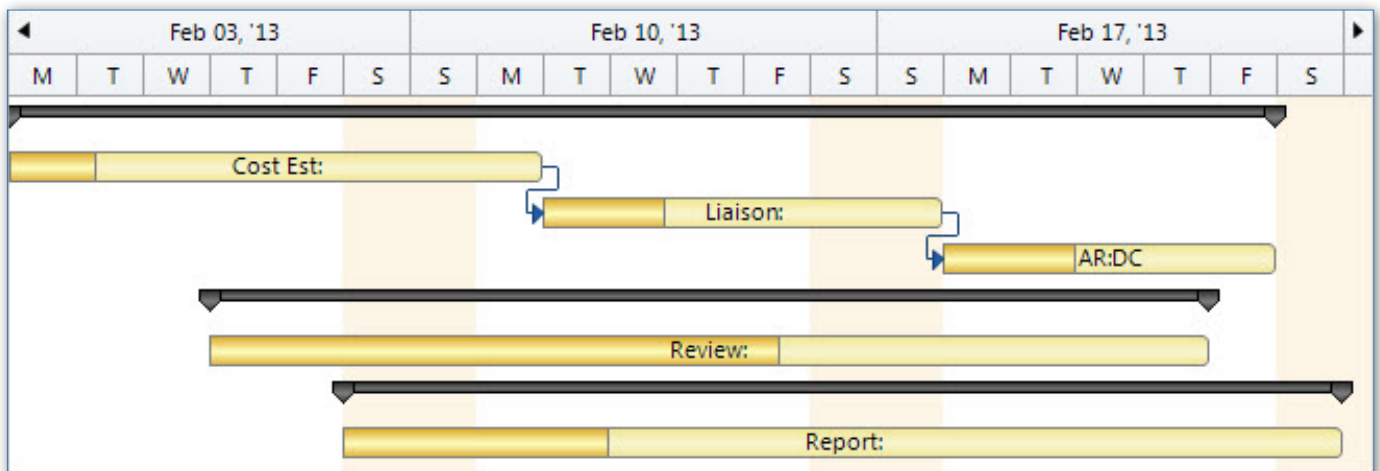 Feb 03, '13 Feb 10, '13 Feb 17, '13
M T W T F S S M T W T F S S M T W T F S
Cost Est:
Liaison:
AR:DC
Review:
Report: